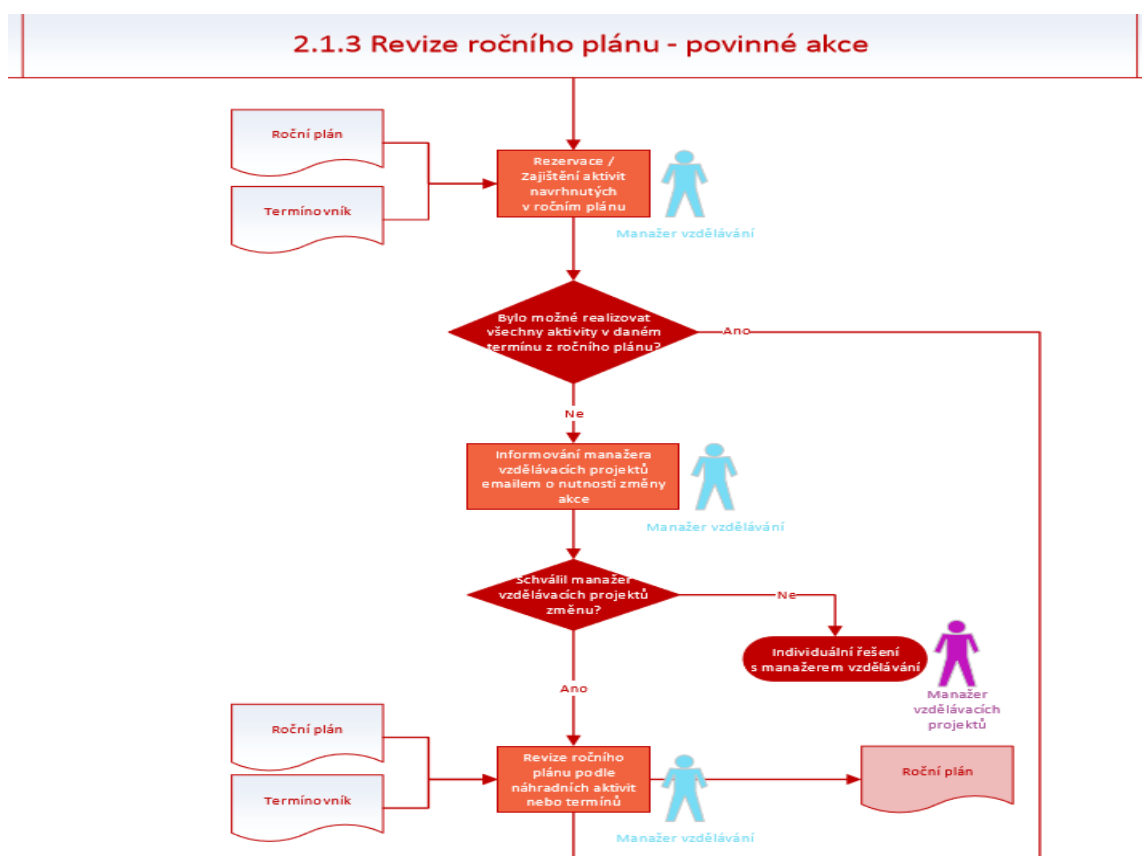 2.1.3 Revize ročního plánu - povinné akce
Roční plán
Termínovník
Rezervace /
Zajištění aktivit
navrhnutých
v ročním plánu
Manažer vzdělávání
Bylo možné realizovat
všechny aktivity v daném
termínu z ročního plánu?
Ano
Ne
Informování manažera
vzdělávacích projektů
emailem o nutnosti změny
akce
Manažer vzdělávání
Schválil manažer
vzdělávacích projektů
změnu?
Ne
Individuální řešení
s manažerem vzdělávání
Manažer
vzdělávacích
projektů
Ano
Roční plán
Termínovník
Revize ročního
plánu podle
náhradních aktivit
nebo termínů
Manažer vzdělávání
Roční plán